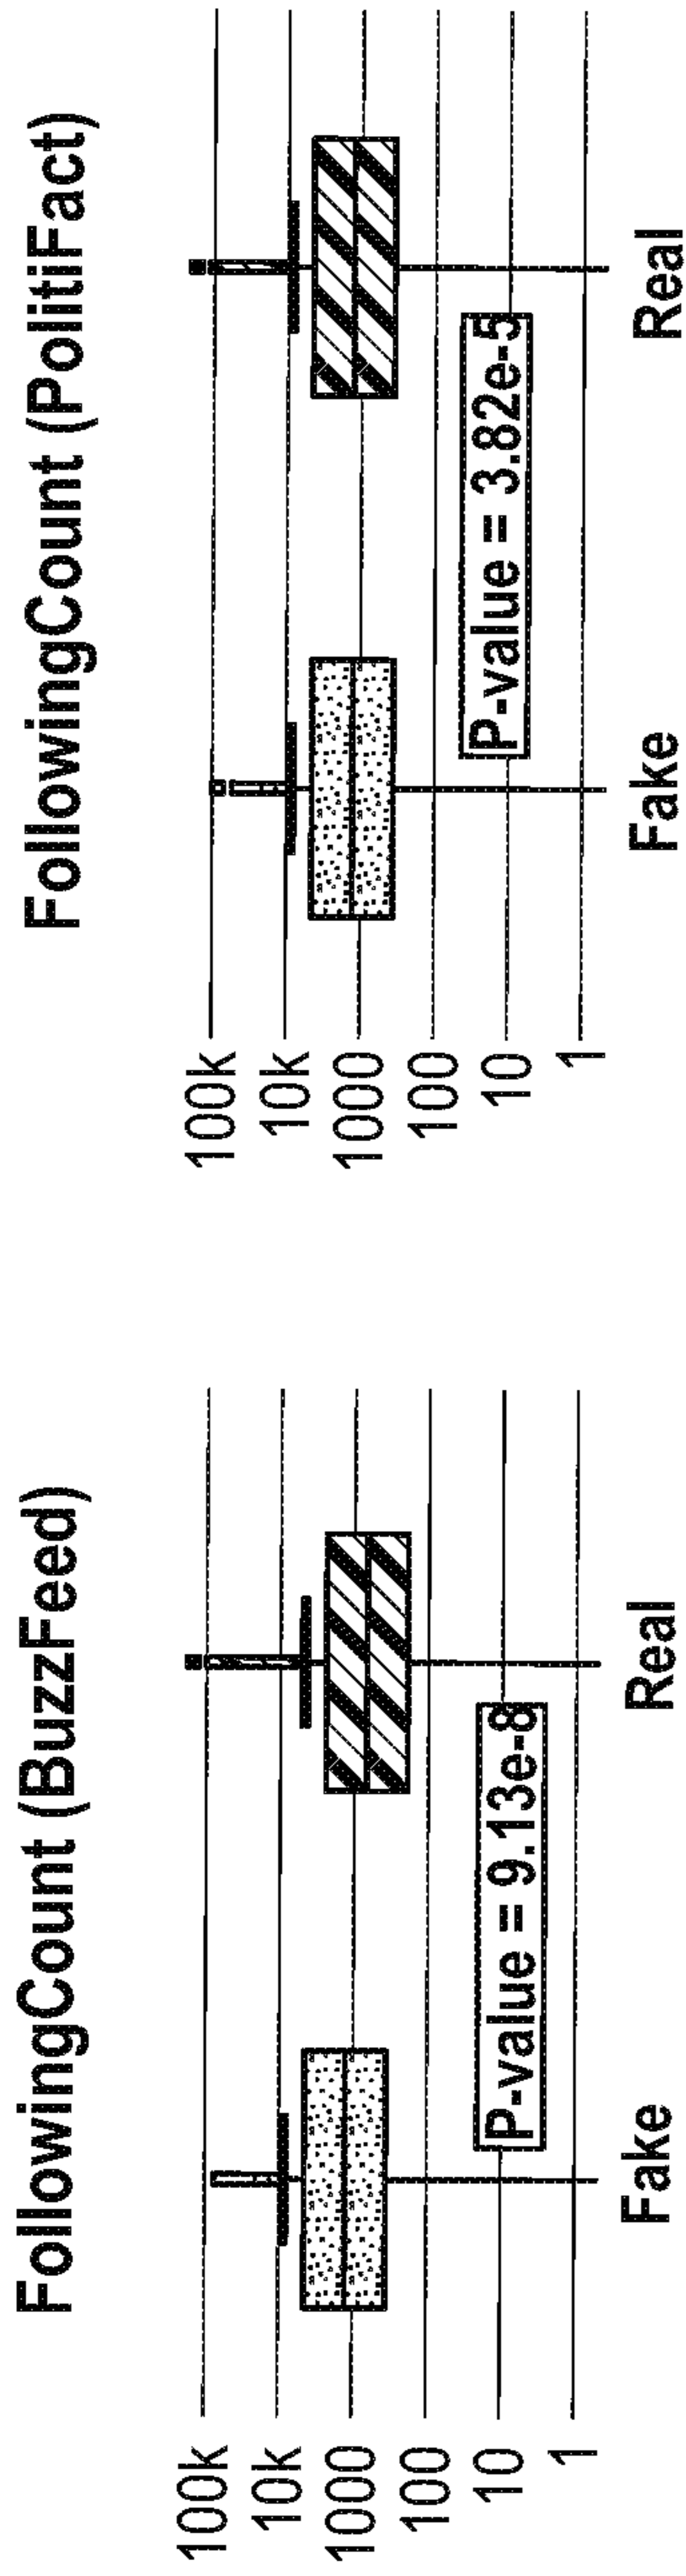 FollowingCount (BuzzFeed)
100k
10k
1000
100
10
1
P-value = 9.13e-8
Fake
Real
FollowingCount (PolitiFact)
100k
10k
1000
100
10
1
P-value = 3.82e-5
Fake
Real